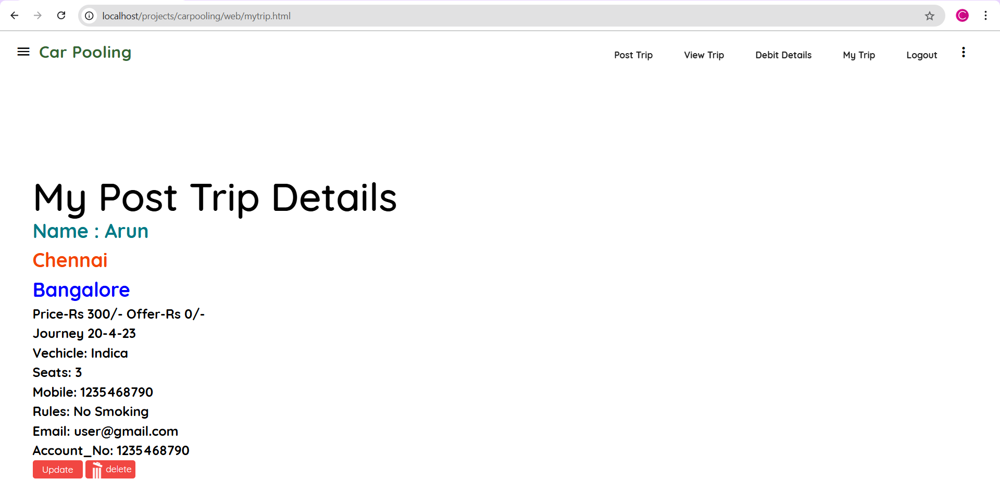 localhost/projects/carpooling/web/mytrip.html
C
Car Pooling
Post Trip View Trip Debit Details My Trip Logout
My Post Trip Details
Name : Arun
Chennai
Bangalore
Price-Rs 300/- Offer-Rs 0/-
Journey 20-4-23
Vechicle: Indica
Seats: 3
Mobile: 1235468790
Rules: No Smoking
Email: user@gmail.com
Account_No: 1235468790
Update delete